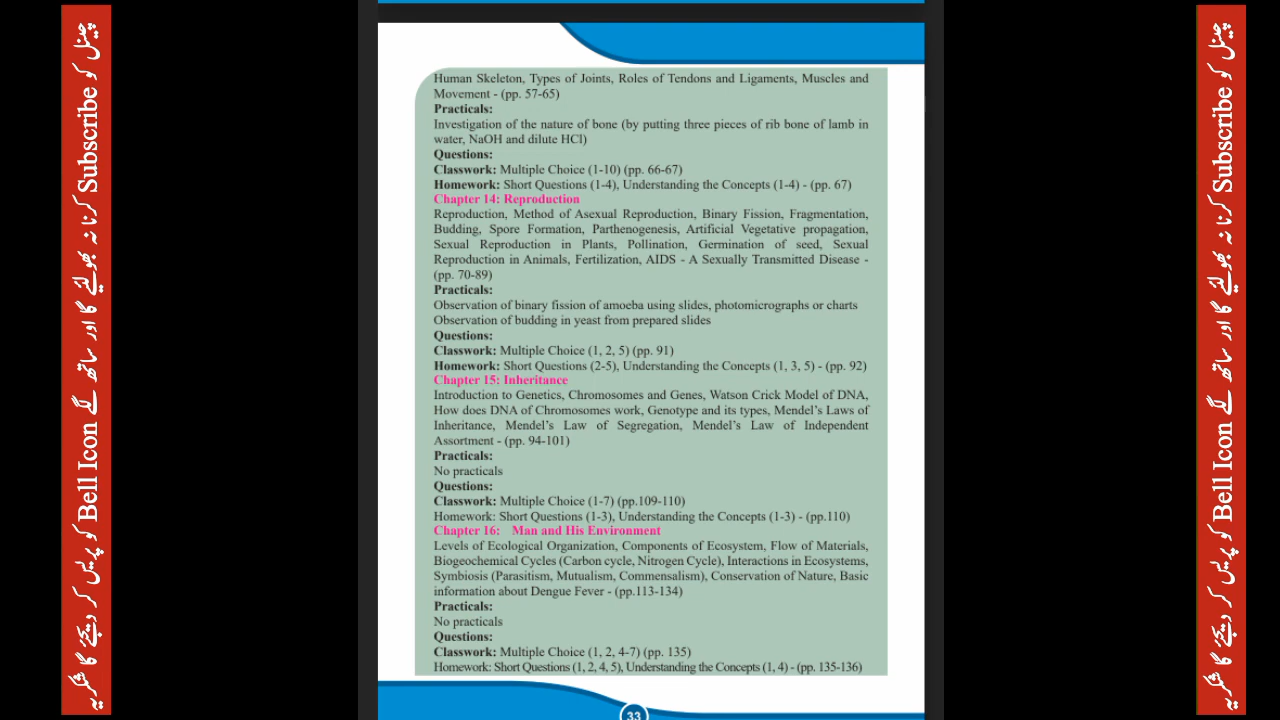 چینل کو Subscribe کرنا نہ بھولئیے گا اور ساتھ لگے Bell Icon کو پریس کر دیجیئے گا شکریہ
Human Skeleton, Types of Joints, Roles of Tendons and Ligaments, Muscles and
Movement - (pp. 57-65)
Practicals:
Investigation of the nature of bone (by putting three pieces of rib bone of lamb in
water, NaOH and dilute HCl)
Questions:
Classwork: Multiple Choice (1-10) (pp. 66-67)
Homework: Short Questions (1-4), Understanding the Concepts (1-4) - (pp. 67)
Chapter 14: Reproduction
Reproduction, Method of Asexual Reproduction, Binary Fission, Fragmentation,
Budding, Spore Formation, Parthenogenesis, Artificial Vegetative propagation,
Sexual Reproduction in Plants, Pollination, Germination of seed, Sexual
Reproduction in Animals, Fertilization, AIDS - A Sexually Transmitted Disease -
(pp. 70-89)
Practicals:
Observation of binary fission of amoeba using slides, photomicrographs or charts
Observation of budding in yeast from prepared slides
Questions:
Classwork: Multiple Choice (1, 2, 5) (pp. 91)
Homework: Short Questions (2-5), Understanding the Concepts (1, 3, 5) - (pp. 92)
Chapter 15: Inheritance
Introduction to Genetics, Chromosomes and Genes, Watson Crick Model of DNA,
How does DNA of Chromosomes work, Genotype and its types, Mendel's Laws of
Inheritance, Mendel's Law of Segregation, Mendel's Law of Independent
Assortment - (pp. 94-101)
Practicals:
No practicals
Questions:
Classwork: Multiple Choice (1-7) (pp.109-110)
Homework: Short Questions (1-3), Understanding the Concepts (1-3) - (pp.110)
Chapter 16: Man and His Environment
Levels of Ecological Organization, Components of Ecosystem, Flow of Materials,
Biogeochemical Cycles (Carbon cycle, Nitrogen Cycle), Interactions in Ecosystems,
Symbiosis (Parasitism, Mutualism, Commensalism), Conservation of Nature, Basic
information about Dengue Fever - (pp.113-134)
Practicals:
No practicals
Questions:
Classwork: Multiple Choice (1, 2, 4-7) (pp. 135)
Homework: Short Questions (1, 2, 4, 5), Understanding the Concepts (1, 4) - (pp. 135-136)
33
چینل کو Subscribe کرنا نہ بھولئیے گا اور ساتھ لگے Bell Icon کو پریس کر دیجیئے گا شکریہ